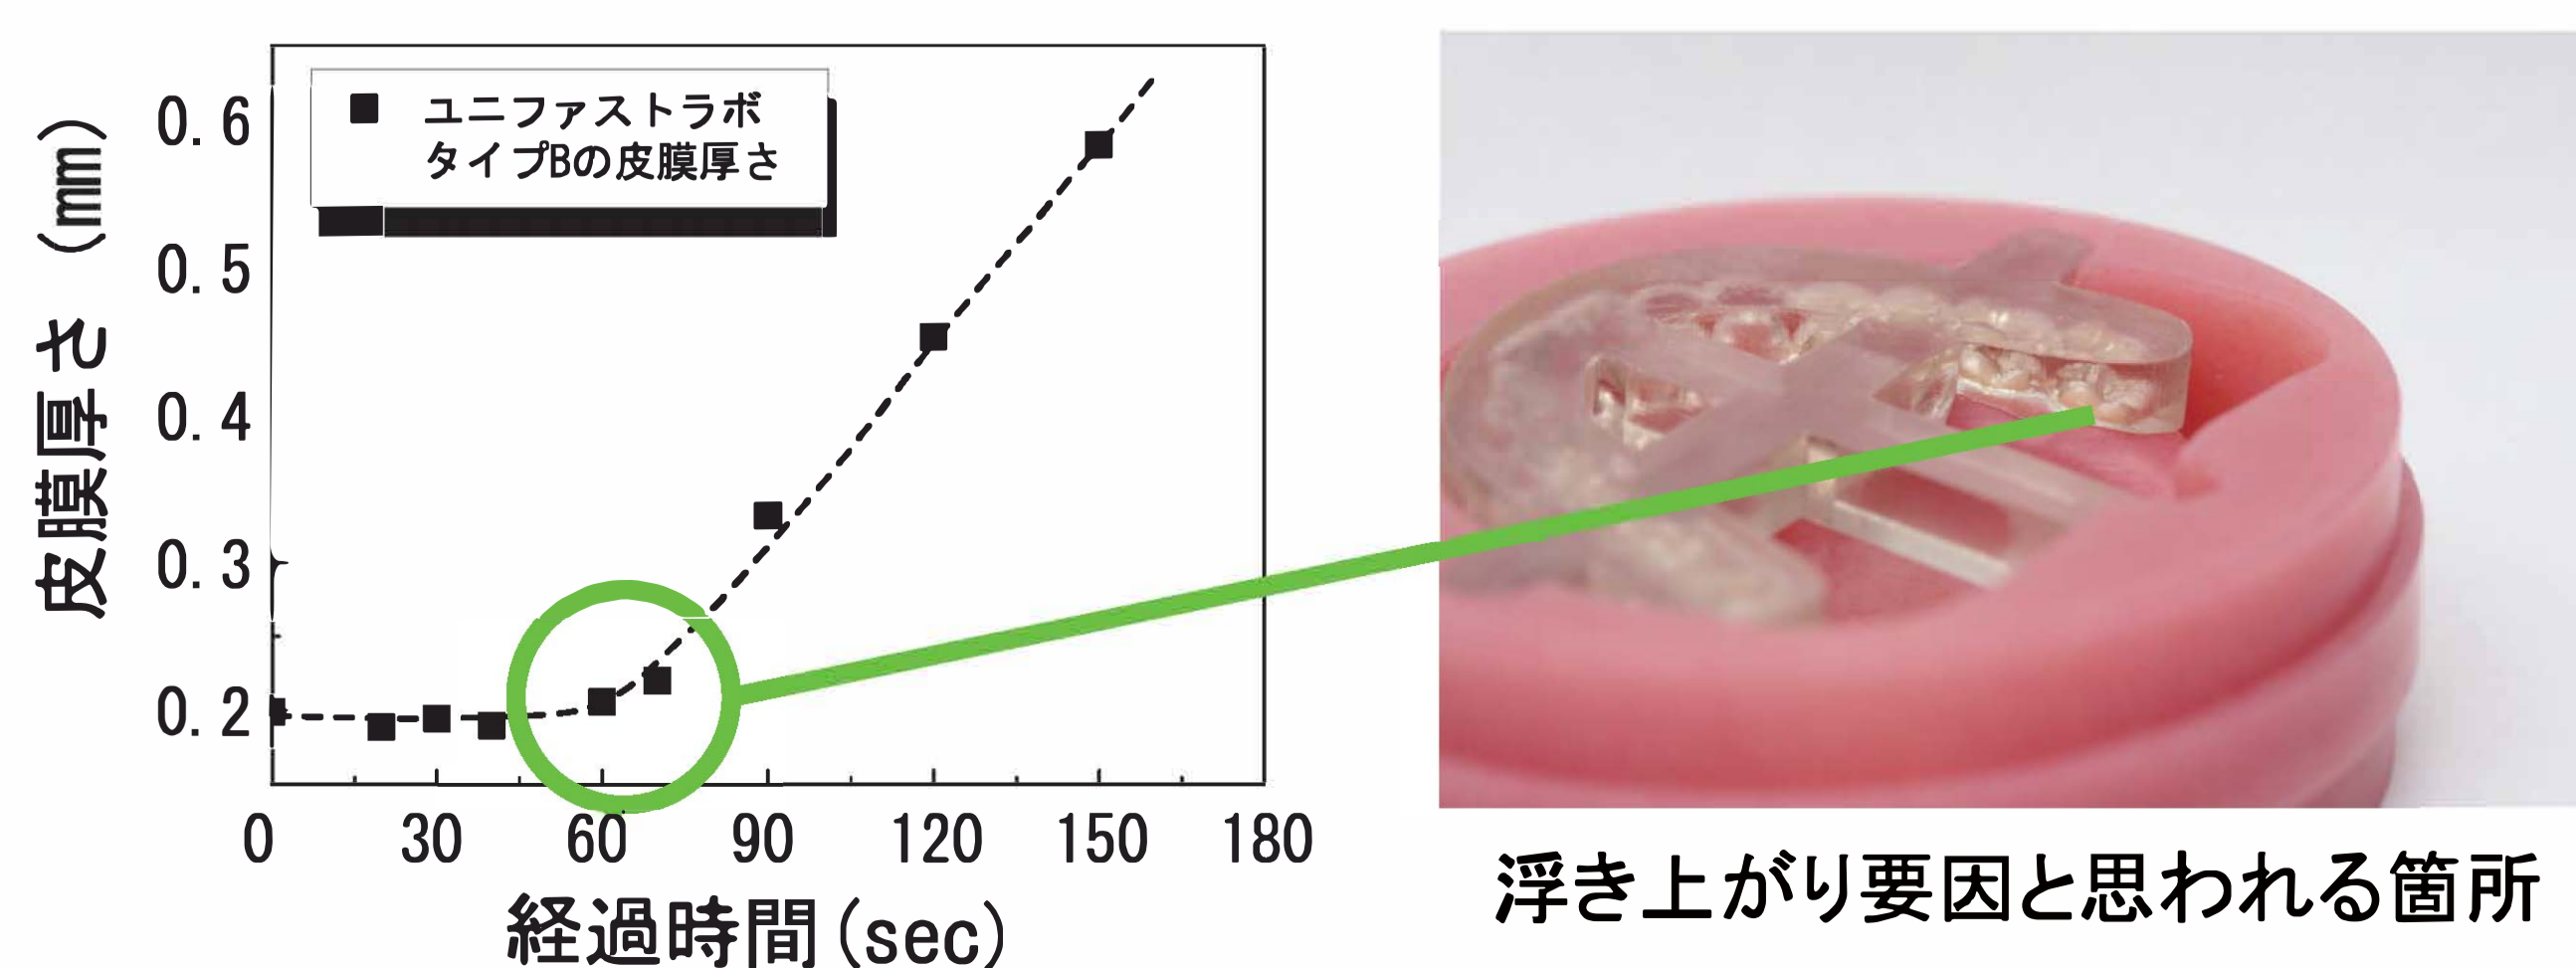 ユニファストラボ
タイプBの皮膜厚さ
皮膜厚さ (mm)
0.6
0.5
0.4
0.3
0.2
0 30 60 90 120 150 180
経過時間(sec)
浮き上がり要因と思われる箇所